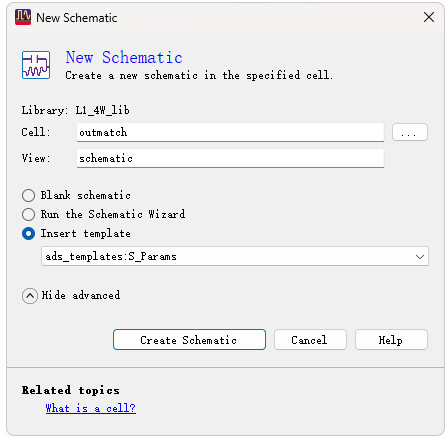 New Schematic
New Schematic
Create a new schematic in the specified cell.
Library: L1_4W_lib
Cell: outmatch ...
View: schematic
Blank schematic
Run the Schematic Wizard
Insert template
ads_templates:S_Params
Hide advanced
Create Schematic Cancel Help
Related topics
What is a cell?